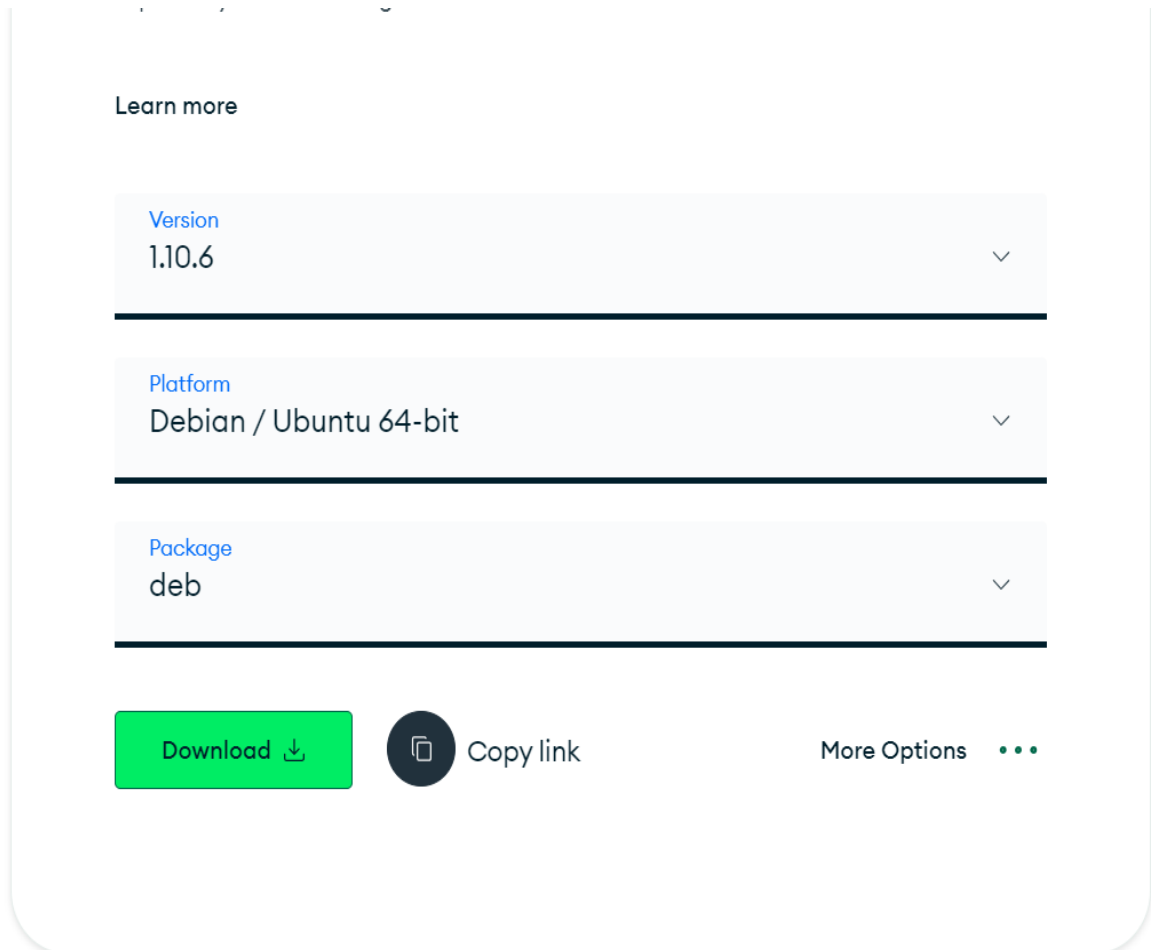 Learn more
Version
1.10.6
Platform
Debian / Ubuntu 64-bit
Package
deb
Download
Copy link
More Options